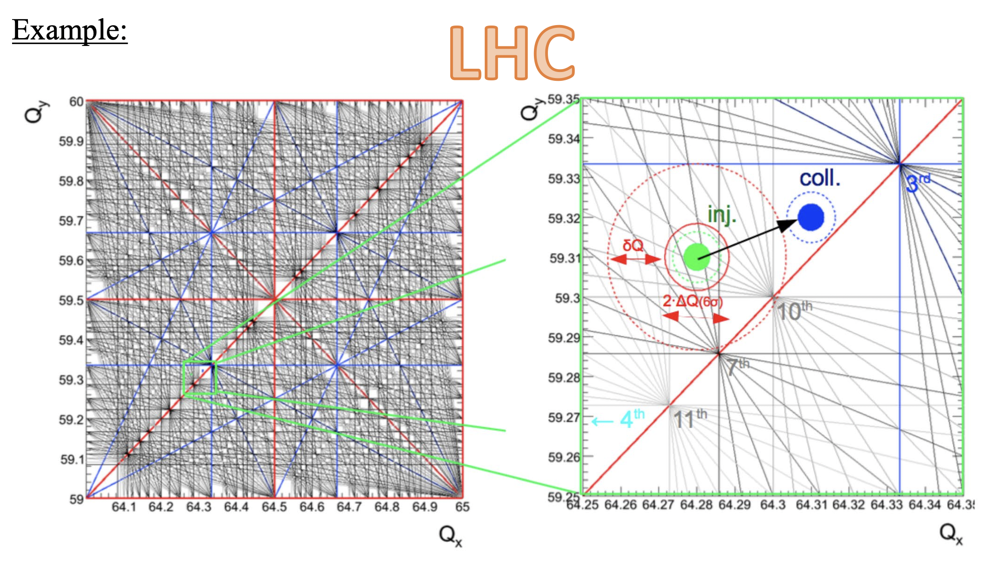 Example:
LHC
Qy
60
59.9
59.8
59.7
59.6
59.5
59.4
59.3
59.2
59.1
59
64.1 64.2 64.3 64.4 64.5 64.6 64.7 64.8 64.9 65
Qx
Qy
59.35
59.34
59.33
59.32
59.31
59.3
59.29
59.28
59.27
59.26
59.25
coll.
3rd
inj.
δQ
2·ΔQ(6σ)
10th
7th
← 4th
11th
64.25 64.26 64.27 64.28 64.29 64.3 64.31 64.32 64.33 64.34 64.35
Qx